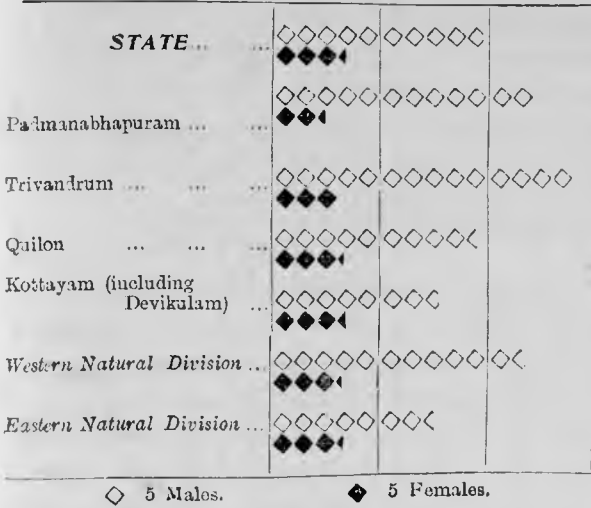 STATE... ...
Padmanabhapuram ... ...
Trivandrum ... ... ...
Quilon ... ... ...
Kottayam (including
Devikulam) ...
Western Natural Division ...
Eastern Natural Division ...
◇ 5 Males. ◆ 5 Females.